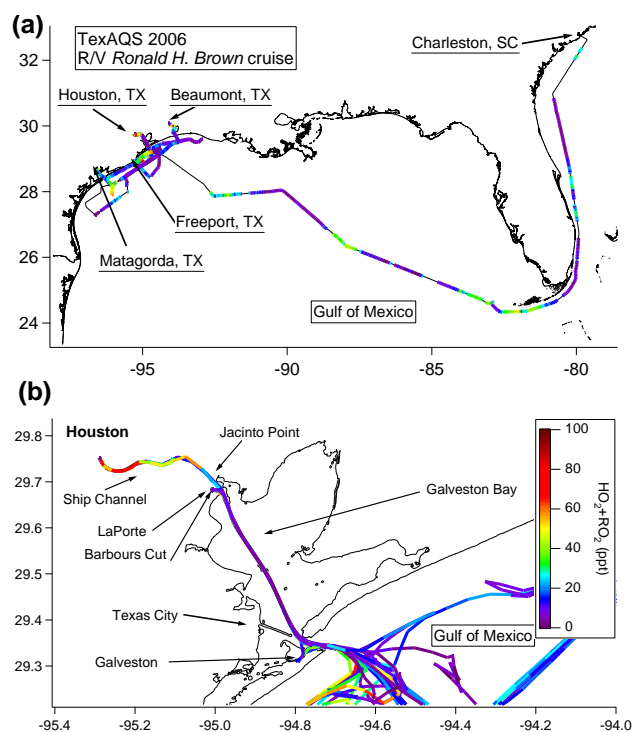 (a)
TexAQS 2006
R/V Ronald H. Brown cruise
Charleston, SC
Houston, TX
Beaumont, TX
Freeport, TX
Matagorda, TX
Gulf of Mexico
32
30
28
26
24
-95
-90
-85
-80
(b)
Houston
Jacinto Point
Ship Channel
Galveston Bay
LaPorte
Barbours Cut
Texas City
Galveston
Gulf of Mexico
29.8
29.7
29.6
29.5
29.4
29.3
-95.4
-95.2
-95.0
-94.8
-94.6
-94.4
-94.2
-94.0
100
80
60
40
20
0
HO₂+RO₂ (ppt)